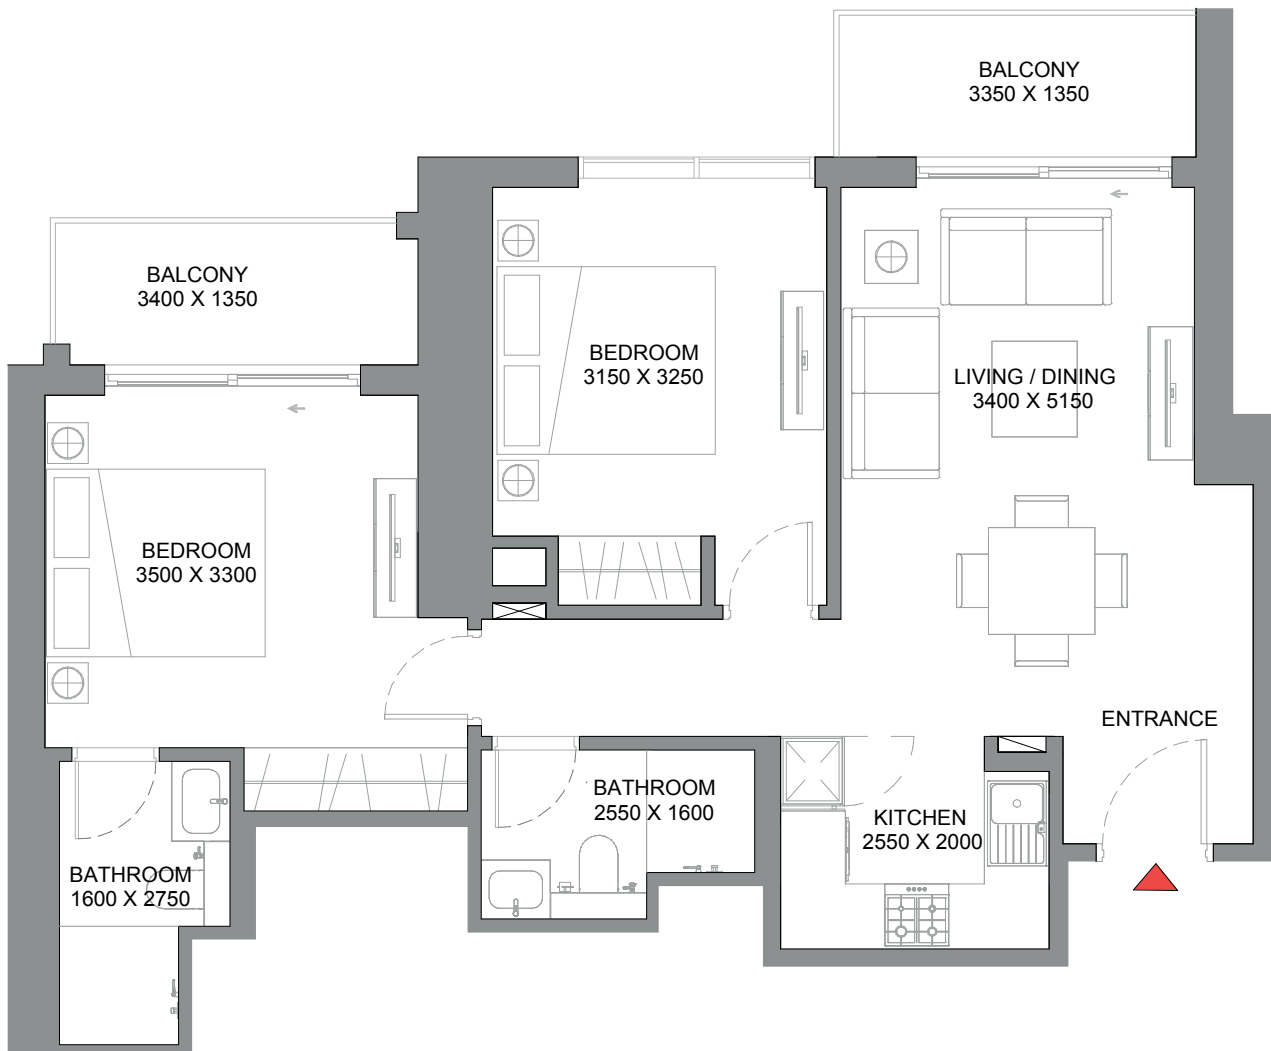 BALCONY
3350 X 1350
BALCONY
3400 X 1350
BEDROOM
3150 X 3250
LIVING / DINING
3400 X 5150
BEDROOM
3500 X 3300
ENTRANCE
BATHROOM
2550 X 1600
KITCHEN
2550 X 2000
BATHROOM
1600 X 2750